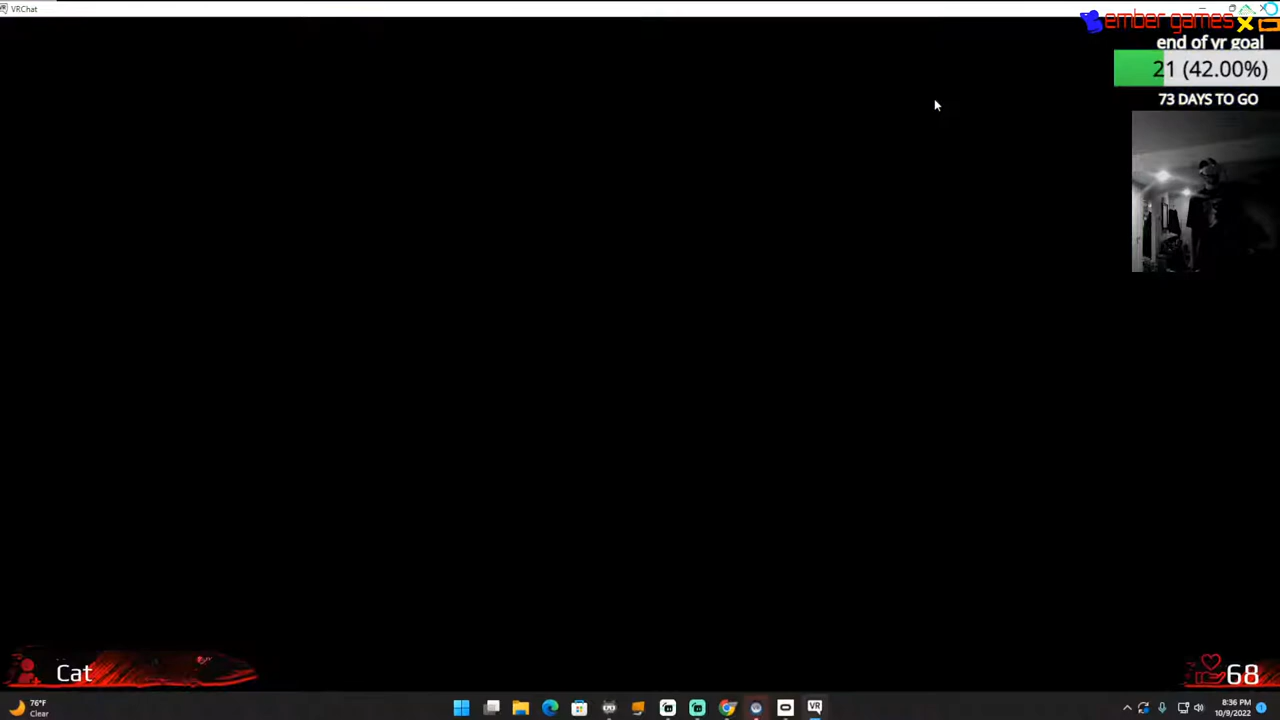 VRChat
ember games
end of yr goal
21 (42.00%)
73 DAYS TO GO
Cat
68
76°F
Clear
VR
8:36 PM
10/9/2022